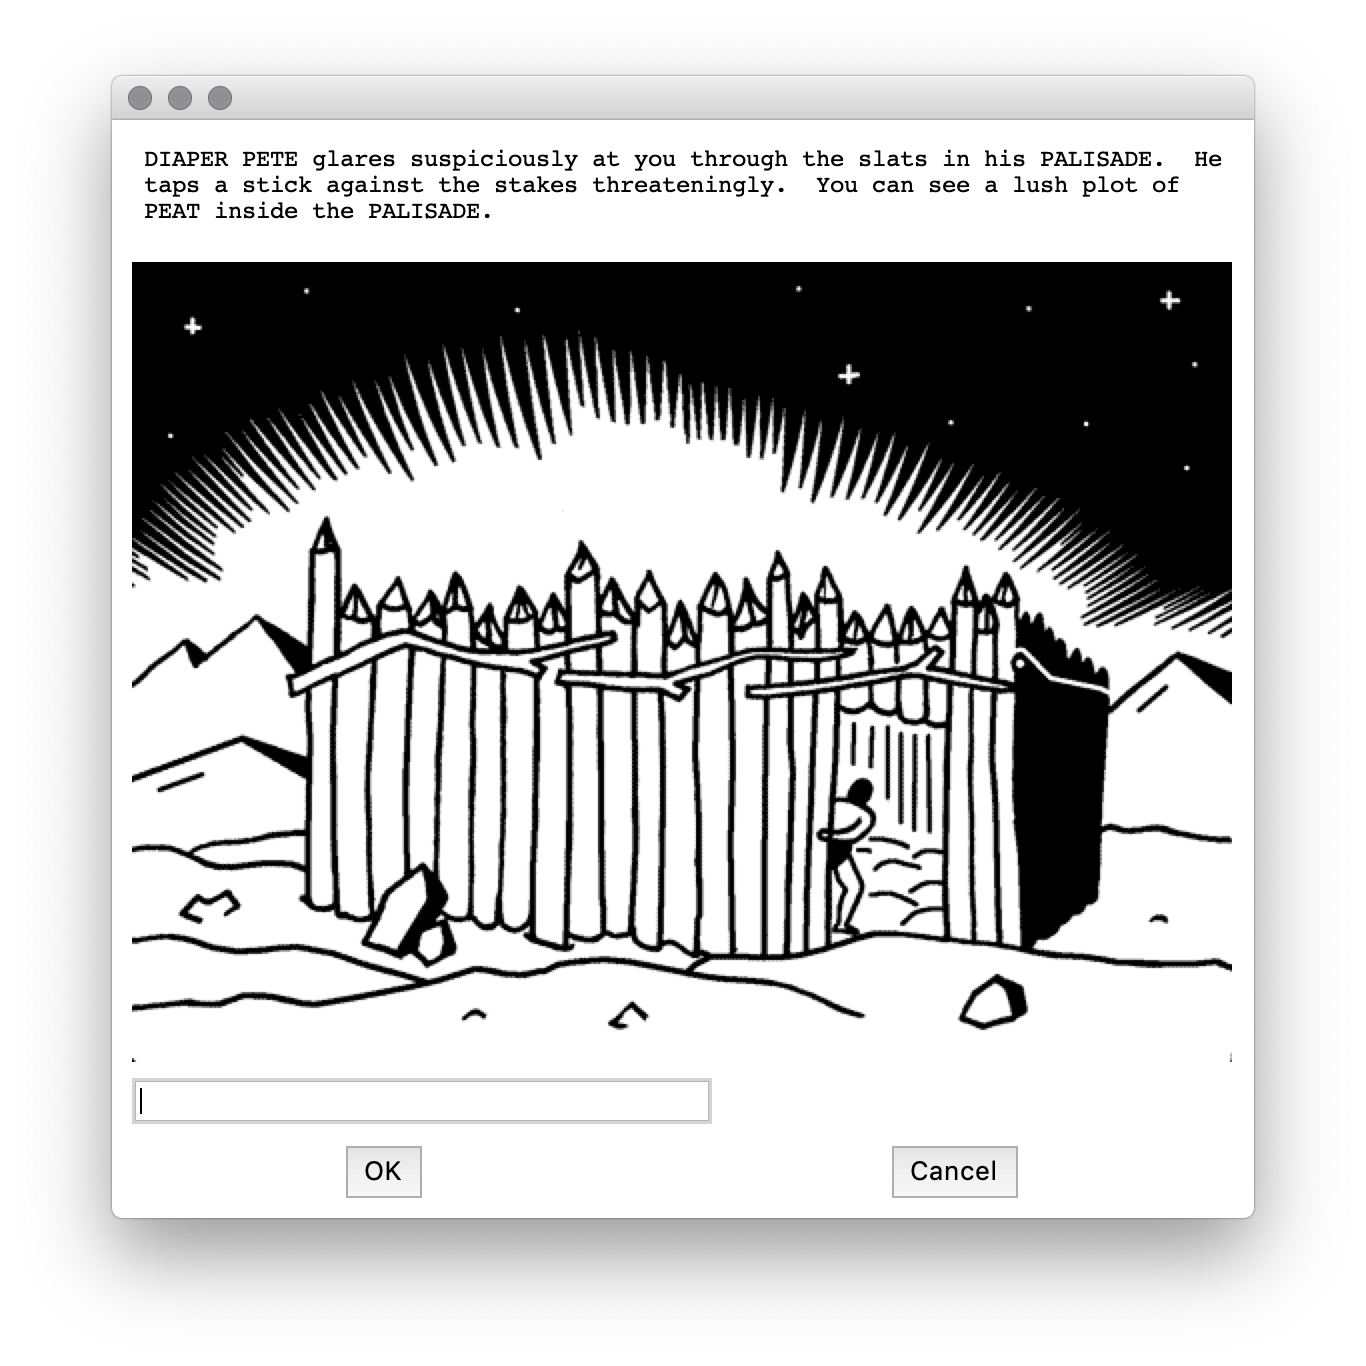 DIAPER PETE glares suspiciously at you through the slats in his PALISADE.  He
taps a stick against the stakes threateningly.  You can see a lush plot of
PEAT inside the PALISADE.
OK
Cancel